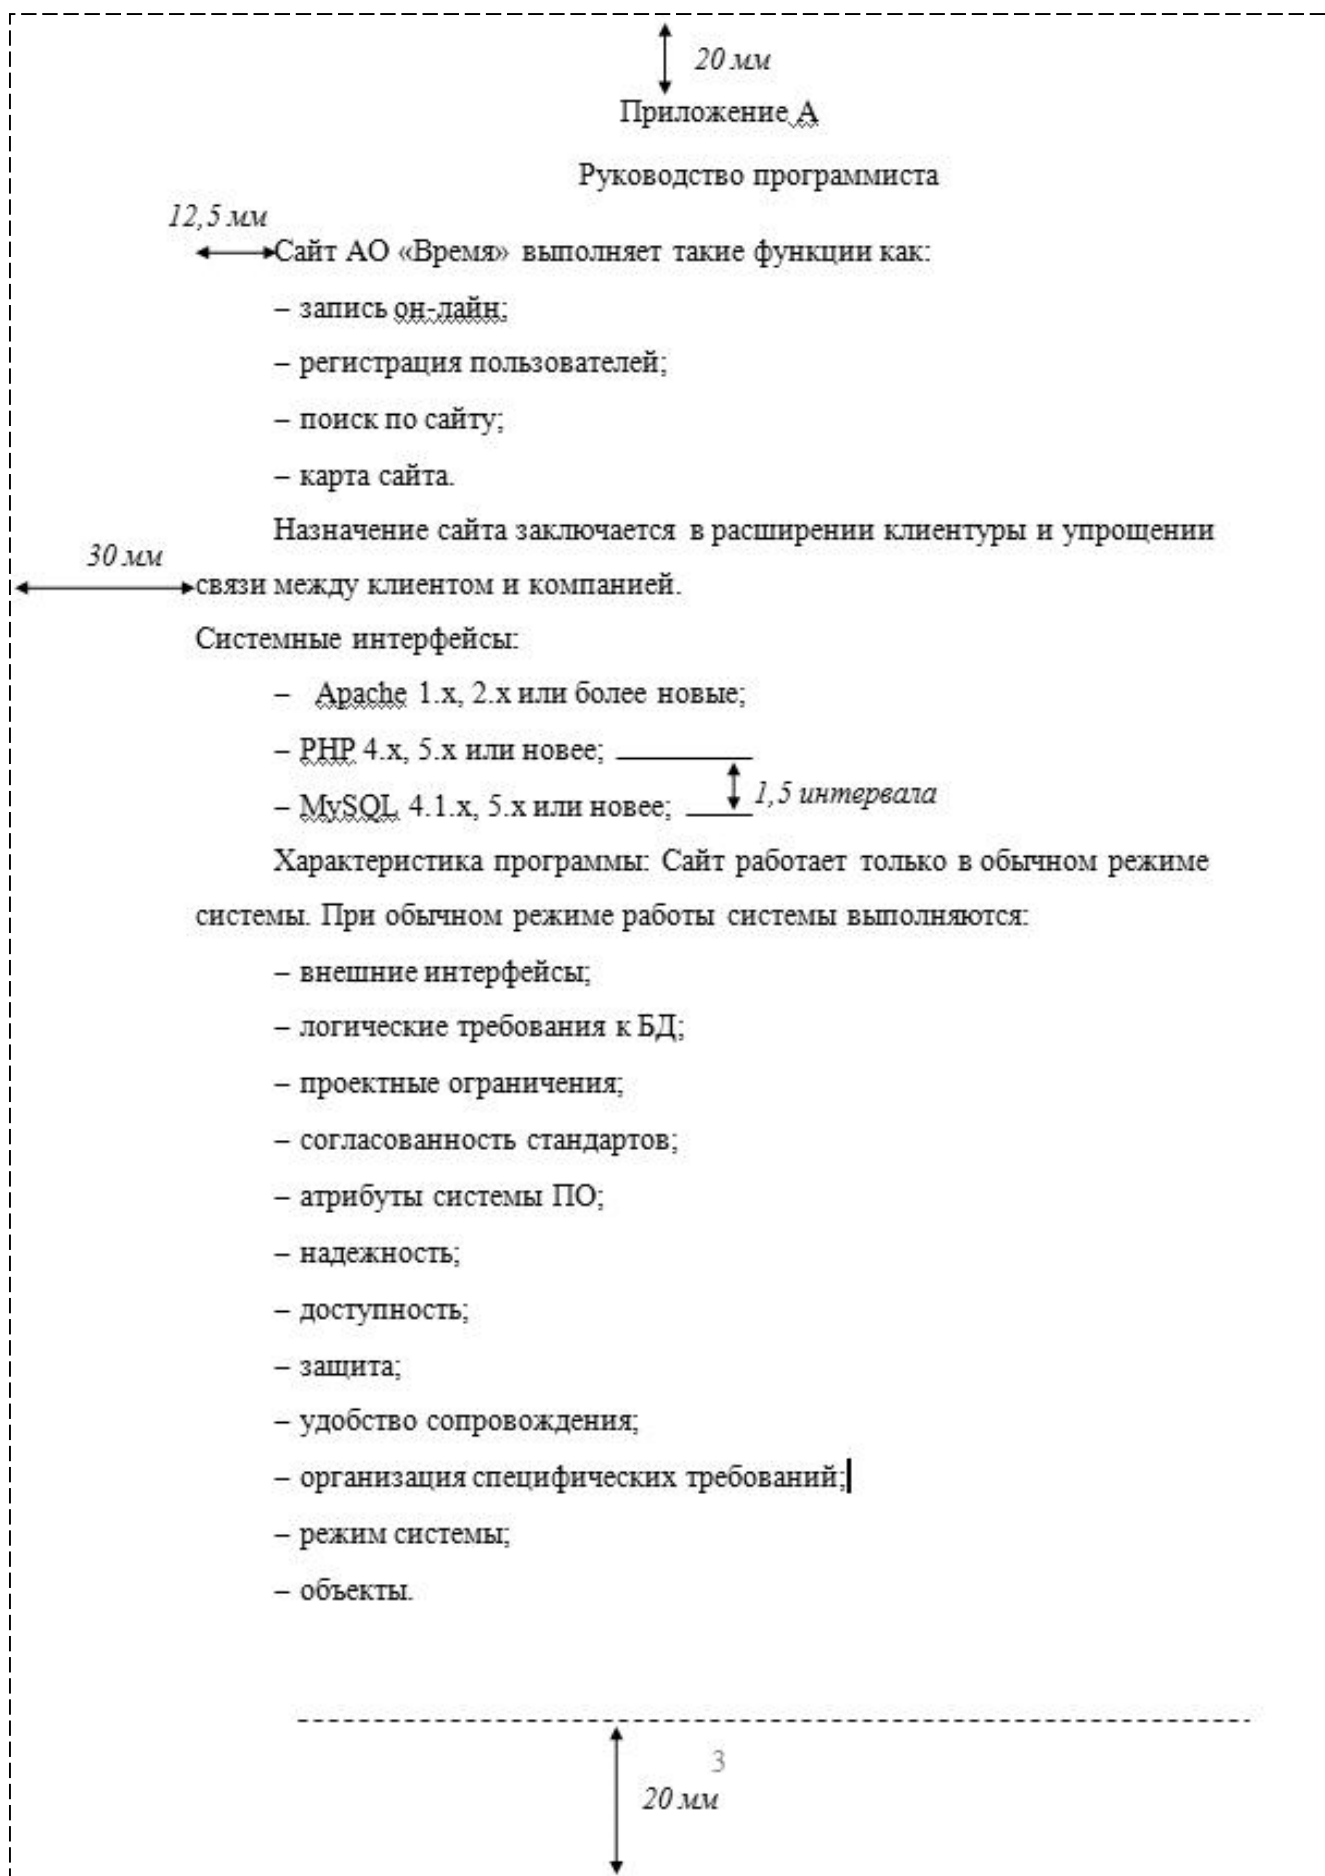 20 мм
Приложение А
Руководство программиста
12,5 мм
Сайт АО «Время» выполняет такие функции как:
– запись он-лайн;
– регистрация пользователей;
– поиск по сайту;
– карта сайта.
Назначение сайта заключается в расширении клиентуры и упрощении
30 мм
связи между клиентом и компанией.
Системные интерфейсы:
– Apache 1.x, 2.x или более новые;
– PHP 4.x, 5.x или новее;
1,5 интервала
– MySQL 4.1.x, 5.x или новее;
Характеристика программы: Сайт работает только в обычном режиме
системы. При обычном режиме работы системы выполняются:
– внешние интерфейсы;
– логические требования к БД;
– проектные ограничения;
– согласованность стандартов;
– атрибуты системы ПО;
– надежность;
– доступность;
– защита;
– удобство сопровождения;
– организация специфических требований;
– режим системы;
– объекты.
3
20 мм